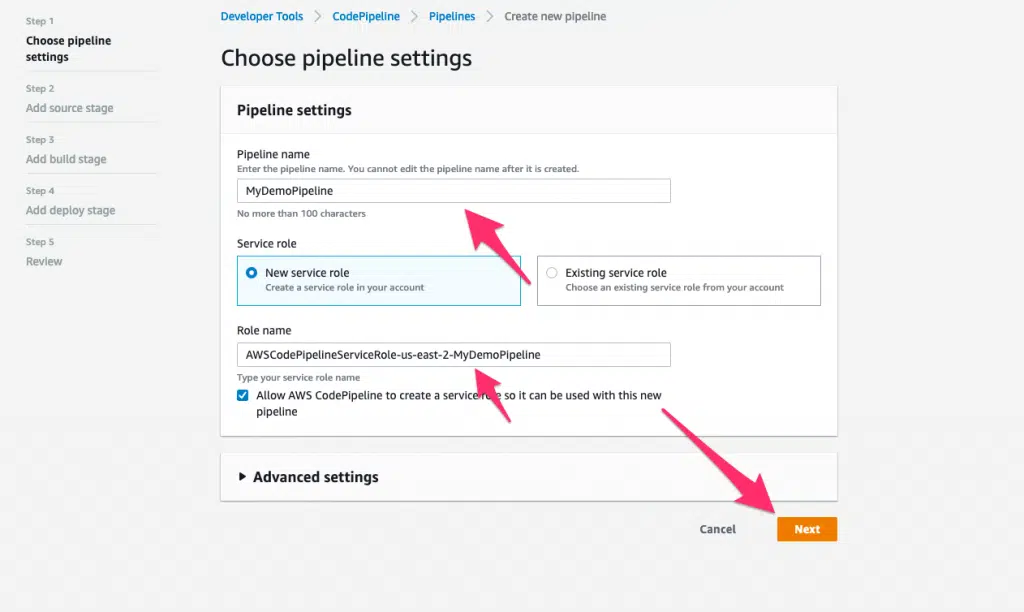 Step 1
Choose pipeline
settings
Step 2
Add source stage
Step 3
Add build stage
Step 4
Add deploy stage
Step 5
Review
Developer Tools > CodePipeline > Pipelines > Create new pipeline
Choose pipeline settings
Pipeline settings
Pipeline name
Enter the pipeline name. You cannot edit the pipeline name after it is created.
MyDemoPipeline
No more than 100 characters
Service role
New service role
Create a service role in your account
Existing service role
Choose an existing service role from your account
Role name
AWSCodePipelineServiceRole-us-east-2-MyDemoPipeline
Type your service role name
Allow AWS CodePipeline to create a service role so it can be used with this new
pipeline
Advanced settings
Cancel
Next